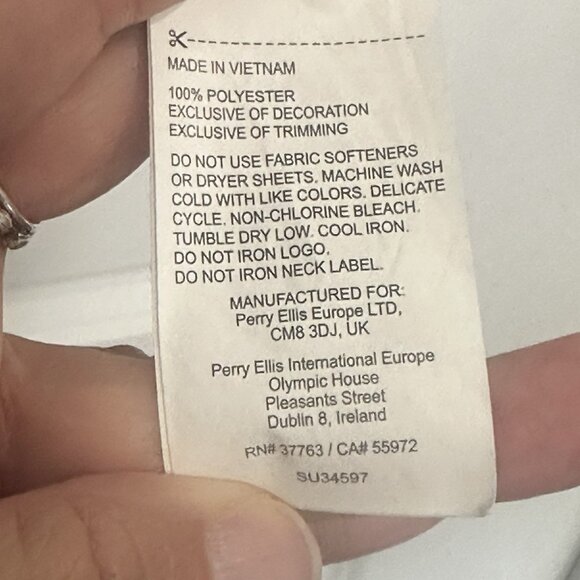 MADE IN VIETNAM
100% POLYESTER
EXCLUSIVE OF DECORATION
EXCLUSIVE OF TRIMMING
DO NOT USE FABRIC SOFTENERS
OR DRYER SHEETS. MACHINE WASH
COLD WITH LIKE COLORS. DELICATE
CYCLE. NON-CHLORINE BLEACH.
TUMBLE DRY LOW. COOL IRON.
DO NOT IRON LOGO.
DO NOT IRON NECK LABEL.
MANUFACTURED FOR:
Perry Ellis Europe LTD,
CM8 3DJ, UK
Perry Ellis International Europe
Olympic House
Pleasants Street
Dublin 8, Ireland
RN# 37763 / CA# 55972
SU34597